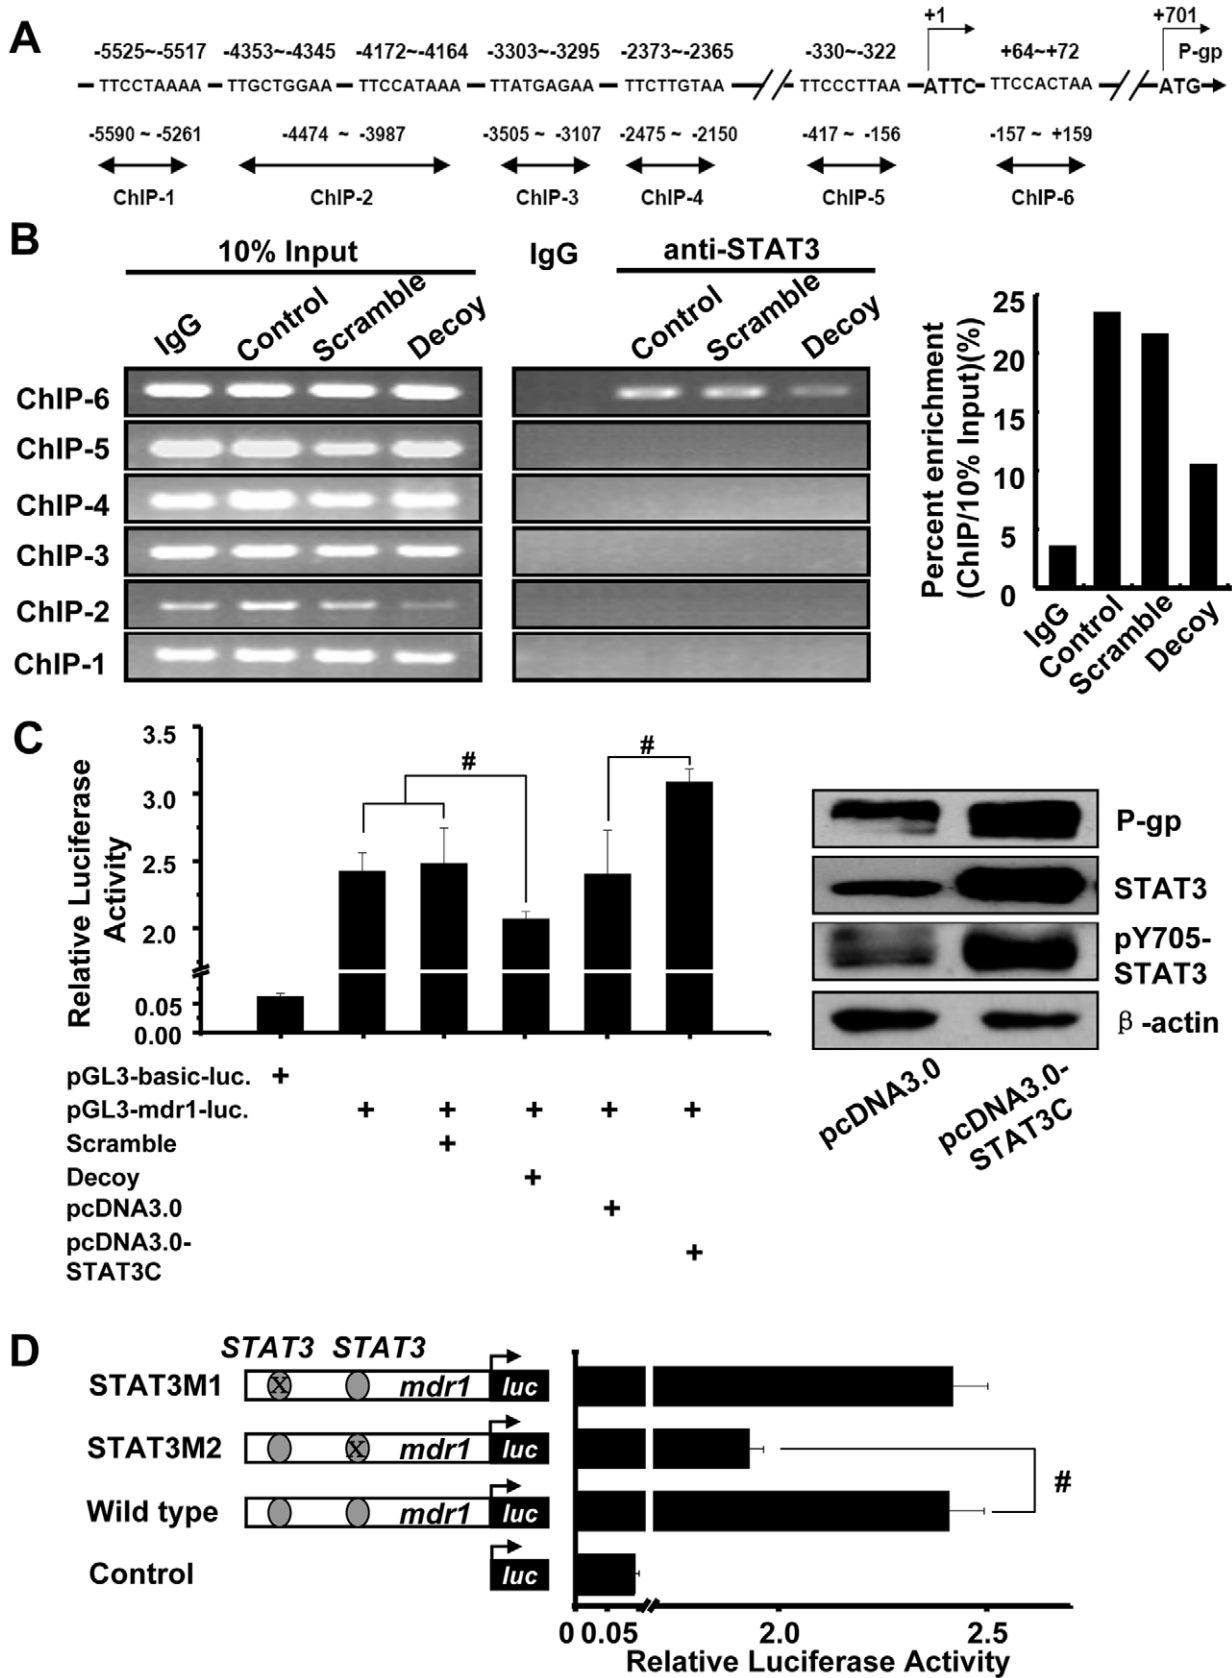 A
+1
+701
-5525~-5517 -4353~-4345 -4172~-4164 -3303~-3295 -2373~-2365 -330~-322 +64~+72 P-gp
TTCCTAAAA TTGCTGGAA TTCCATAAA TTATGAGAA TTCTTGTAA TTCCCTTAA ATTC TTCCACTAA ATG
-5590 ~ -5261 -4474 ~ -3987 -3505 ~ -3107 -2475 ~ -2150 -417 ~ -156 -157 ~ +159
ChIP-1 ChIP-2 ChIP-3 ChIP-4 ChIP-5 ChIP-6
B
10% Input IgG anti-STAT3
IgG Control Scramble Decoy Control Scramble Decoy
ChIP-6
ChIP-5
ChIP-4
ChIP-3
ChIP-2
ChIP-1
Percent enrichment
(ChIP/10% Input)(%)
25
20
15
10
5
0
IgG Control Scramble Decoy
C
Relative Luciferase
Activity
3.5
3.0
2.5
2.0
0.05
0.00
# #
pGL3-basic-luc. +
pGL3-mdr1-luc. + + + + +
Scramble +
Decoy +
pcDNA3.0 +
pcDNA3.0-
STAT3C +
P-gp
STAT3
pY705-
STAT3
β-actin
pcDNA3.0 pcDNA3.0-
STAT3C
D
STAT3 STAT3
STAT3M1 X mdr1 luc
STAT3M2 X mdr1 luc
Wild type mdr1 luc
Control luc
#
0 0.05 2.0 2.5
Relative Luciferase Activity